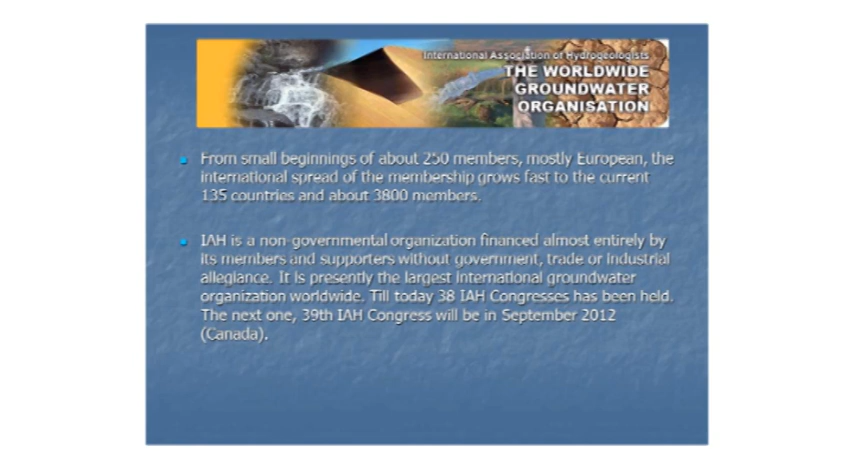 International Association of Hydrogeologists
THE WORLDWIDE
GROUNDWATER
ORGANISATION
From small beginnings of about 250 members, mostly European, the
international spread of the membership grows fast to the current
135 countries and about 3800 members.
IAH is a non-governmental organization financed almost entirely by
its members and supporters without government, trade or industrial
allegiance. It is presently the largest international groundwater
organization worldwide. Till today 38 IAH Congresses has been held.
The next one, 39th IAH Congress will be in September 2012
(Canada).